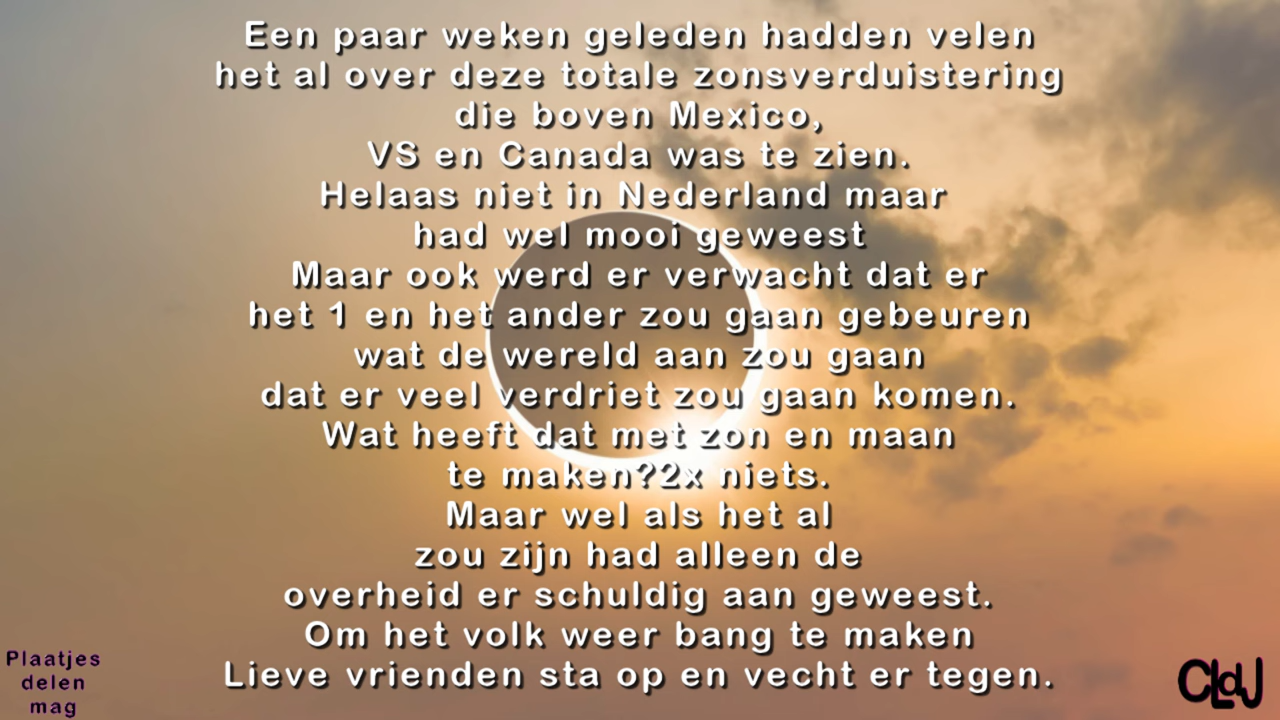 Een paar weken geleden hadden velen
het al over deze totale zonsverduistering
die boven Mexico,
VS en Canada was te zien.
Helaas niet in Nederland maar
had wel mooi geweest
Maar ook werd er verwacht dat er
het 1 en het ander zou gaan gebeuren
wat de wereld aan zou gaan
dat er veel verdriet zou gaan komen.
Wat heeft dat met zon en maan
te maken?2x niets.
Maar wel als het al
zou zijn had alleen de
overheid er schuldig aan geweest.
Om het volk weer bang te maken
Lieve vrienden sta op en vecht er tegen.
Plaatjes
delen
mag
CLdJ